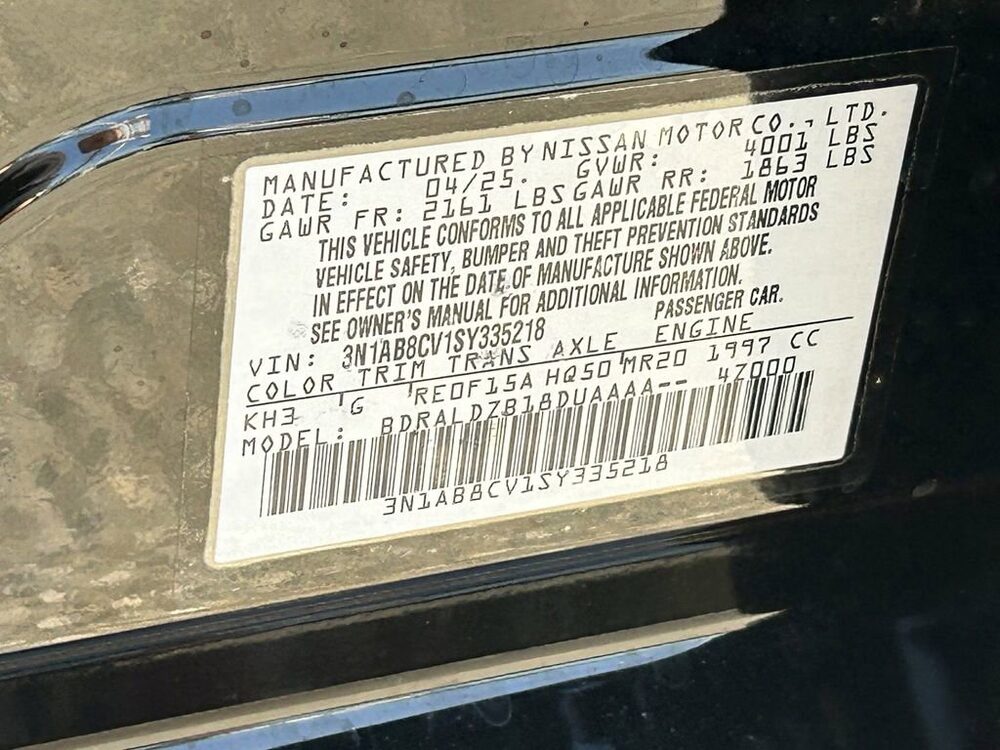 MANUFACTURED BY NISSAN MOTOR CO., LTD.
DATE: 04/25. GVWR: 4001 LBS
GAWR FR: 2161 LBS GAWR RR: 1863 LBS
THIS VEHICLE CONFORMS TO ALL APPLICABLE FEDERAL MOTOR
VEHICLE SAFETY, BUMPER AND THEFT PREVENTION STANDARDS
IN EFFECT ON THE DATE OF MANUFACTURE SHOWN ABOVE.
SEE OWNER'S MANUAL FOR ADDITIONAL INFORMATION.
VIN: 3N1AB8CV1SY335218 PASSENGER CAR.
COLOR TRIM TRANS AXLE ENGINE
KH3 G RE0F15A HQ50 MR20 1997 CC
MODEL: BDRALDZB18DUAAAA-- 4Z000
3N1AB8CV1SY335218